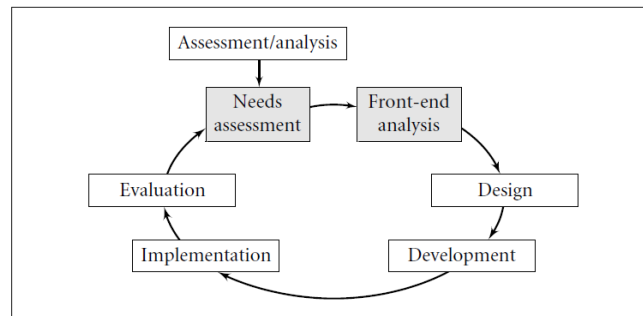 Assessment/analysis
Needs
assessment
Front-end
analysis
Evaluation
Design
Implementation
Development